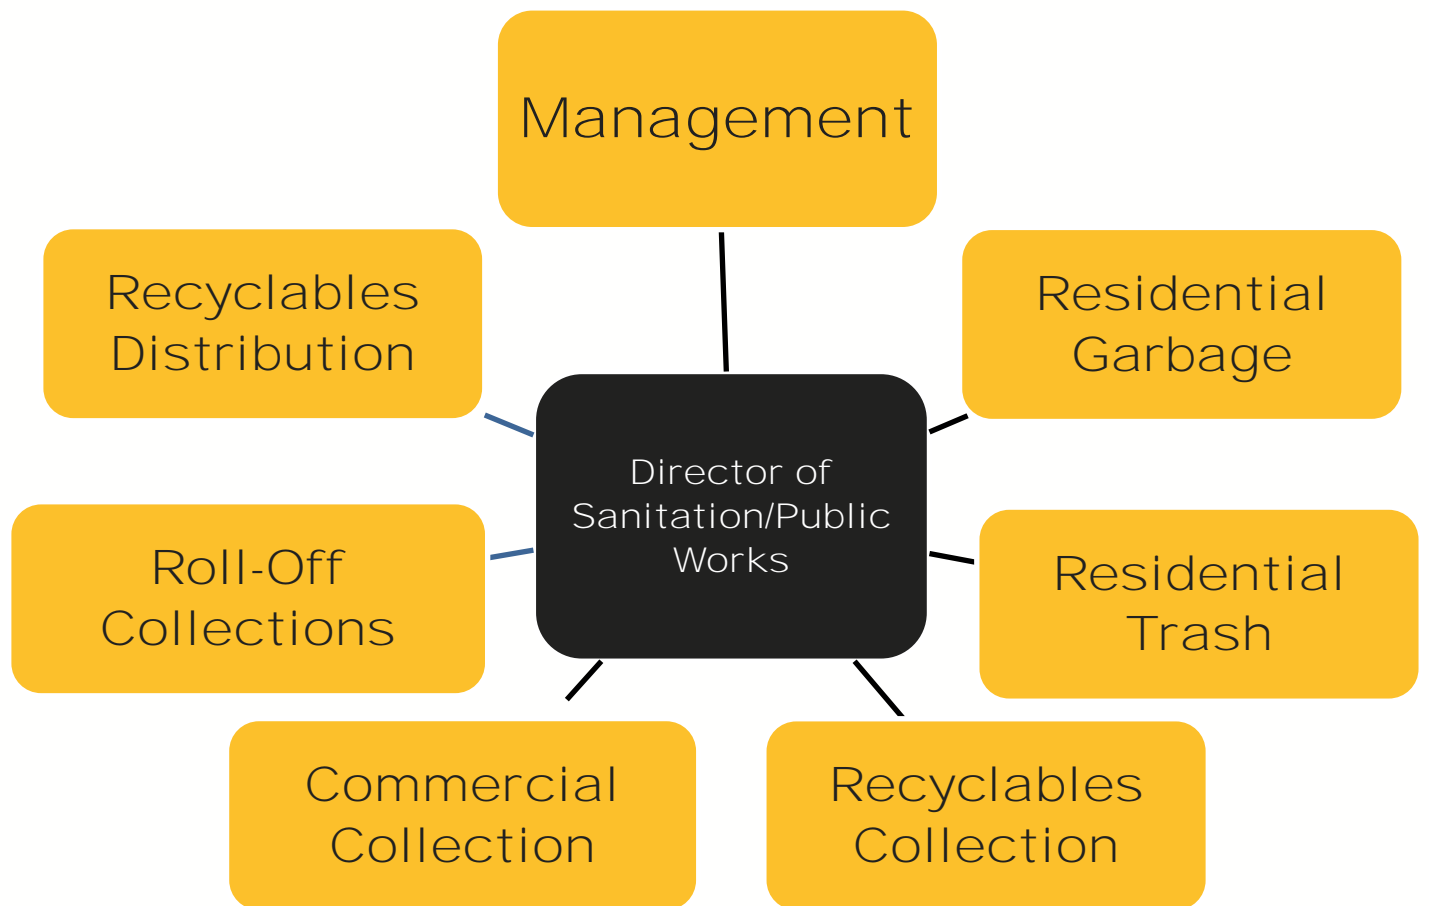 Management
Recyclables
Distribution
Residential
Garbage
Director of
Sanitation/Public
Works
Roll-Off
Collections
Residential
Trash
Commercial
Collection
Recyclables
Collection